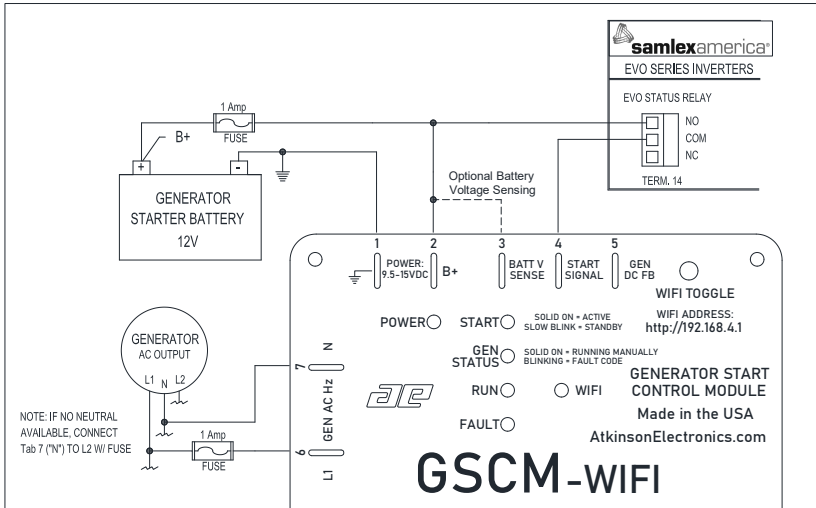 samlexamerica®
EVO SERIES INVERTERS
EVO STATUS RELAY
NO
COM
NC
TERM. 14
1 Amp
FUSE
B+
+
-
GENERATOR
STARTER BATTERY
12V
Optional Battery
Voltage Sensing
1
2
3
4
5
POWER:
9.5-15VDC
B+
BATT V
SENSE
START
SIGNAL
GEN
DC FB
WIFI TOGGLE
WIFI ADDRESS:
http://192.168.4.1
POWER
START
SOLID ON = ACTIVE
SLOW BLINK = STANDBY
GEN
STATUS
SOLID ON = RUNNING MANUALLY
BLINKING = FAULT CODE
RUN
WIFI
FAULT
GENERATOR START
CONTROL MODULE
Made in the USA
AtkinsonElectronics.com
ae
GENERATOR
AC OUTPUT
L1
N
L2
N
7
GEN AC Hz
6
L1
NOTE: IF NO NEUTRAL
AVAILABLE, CONNECT
Tab 7 ("N") TO L2 W/ FUSE
1 Amp
FUSE
GSCM-WIFI